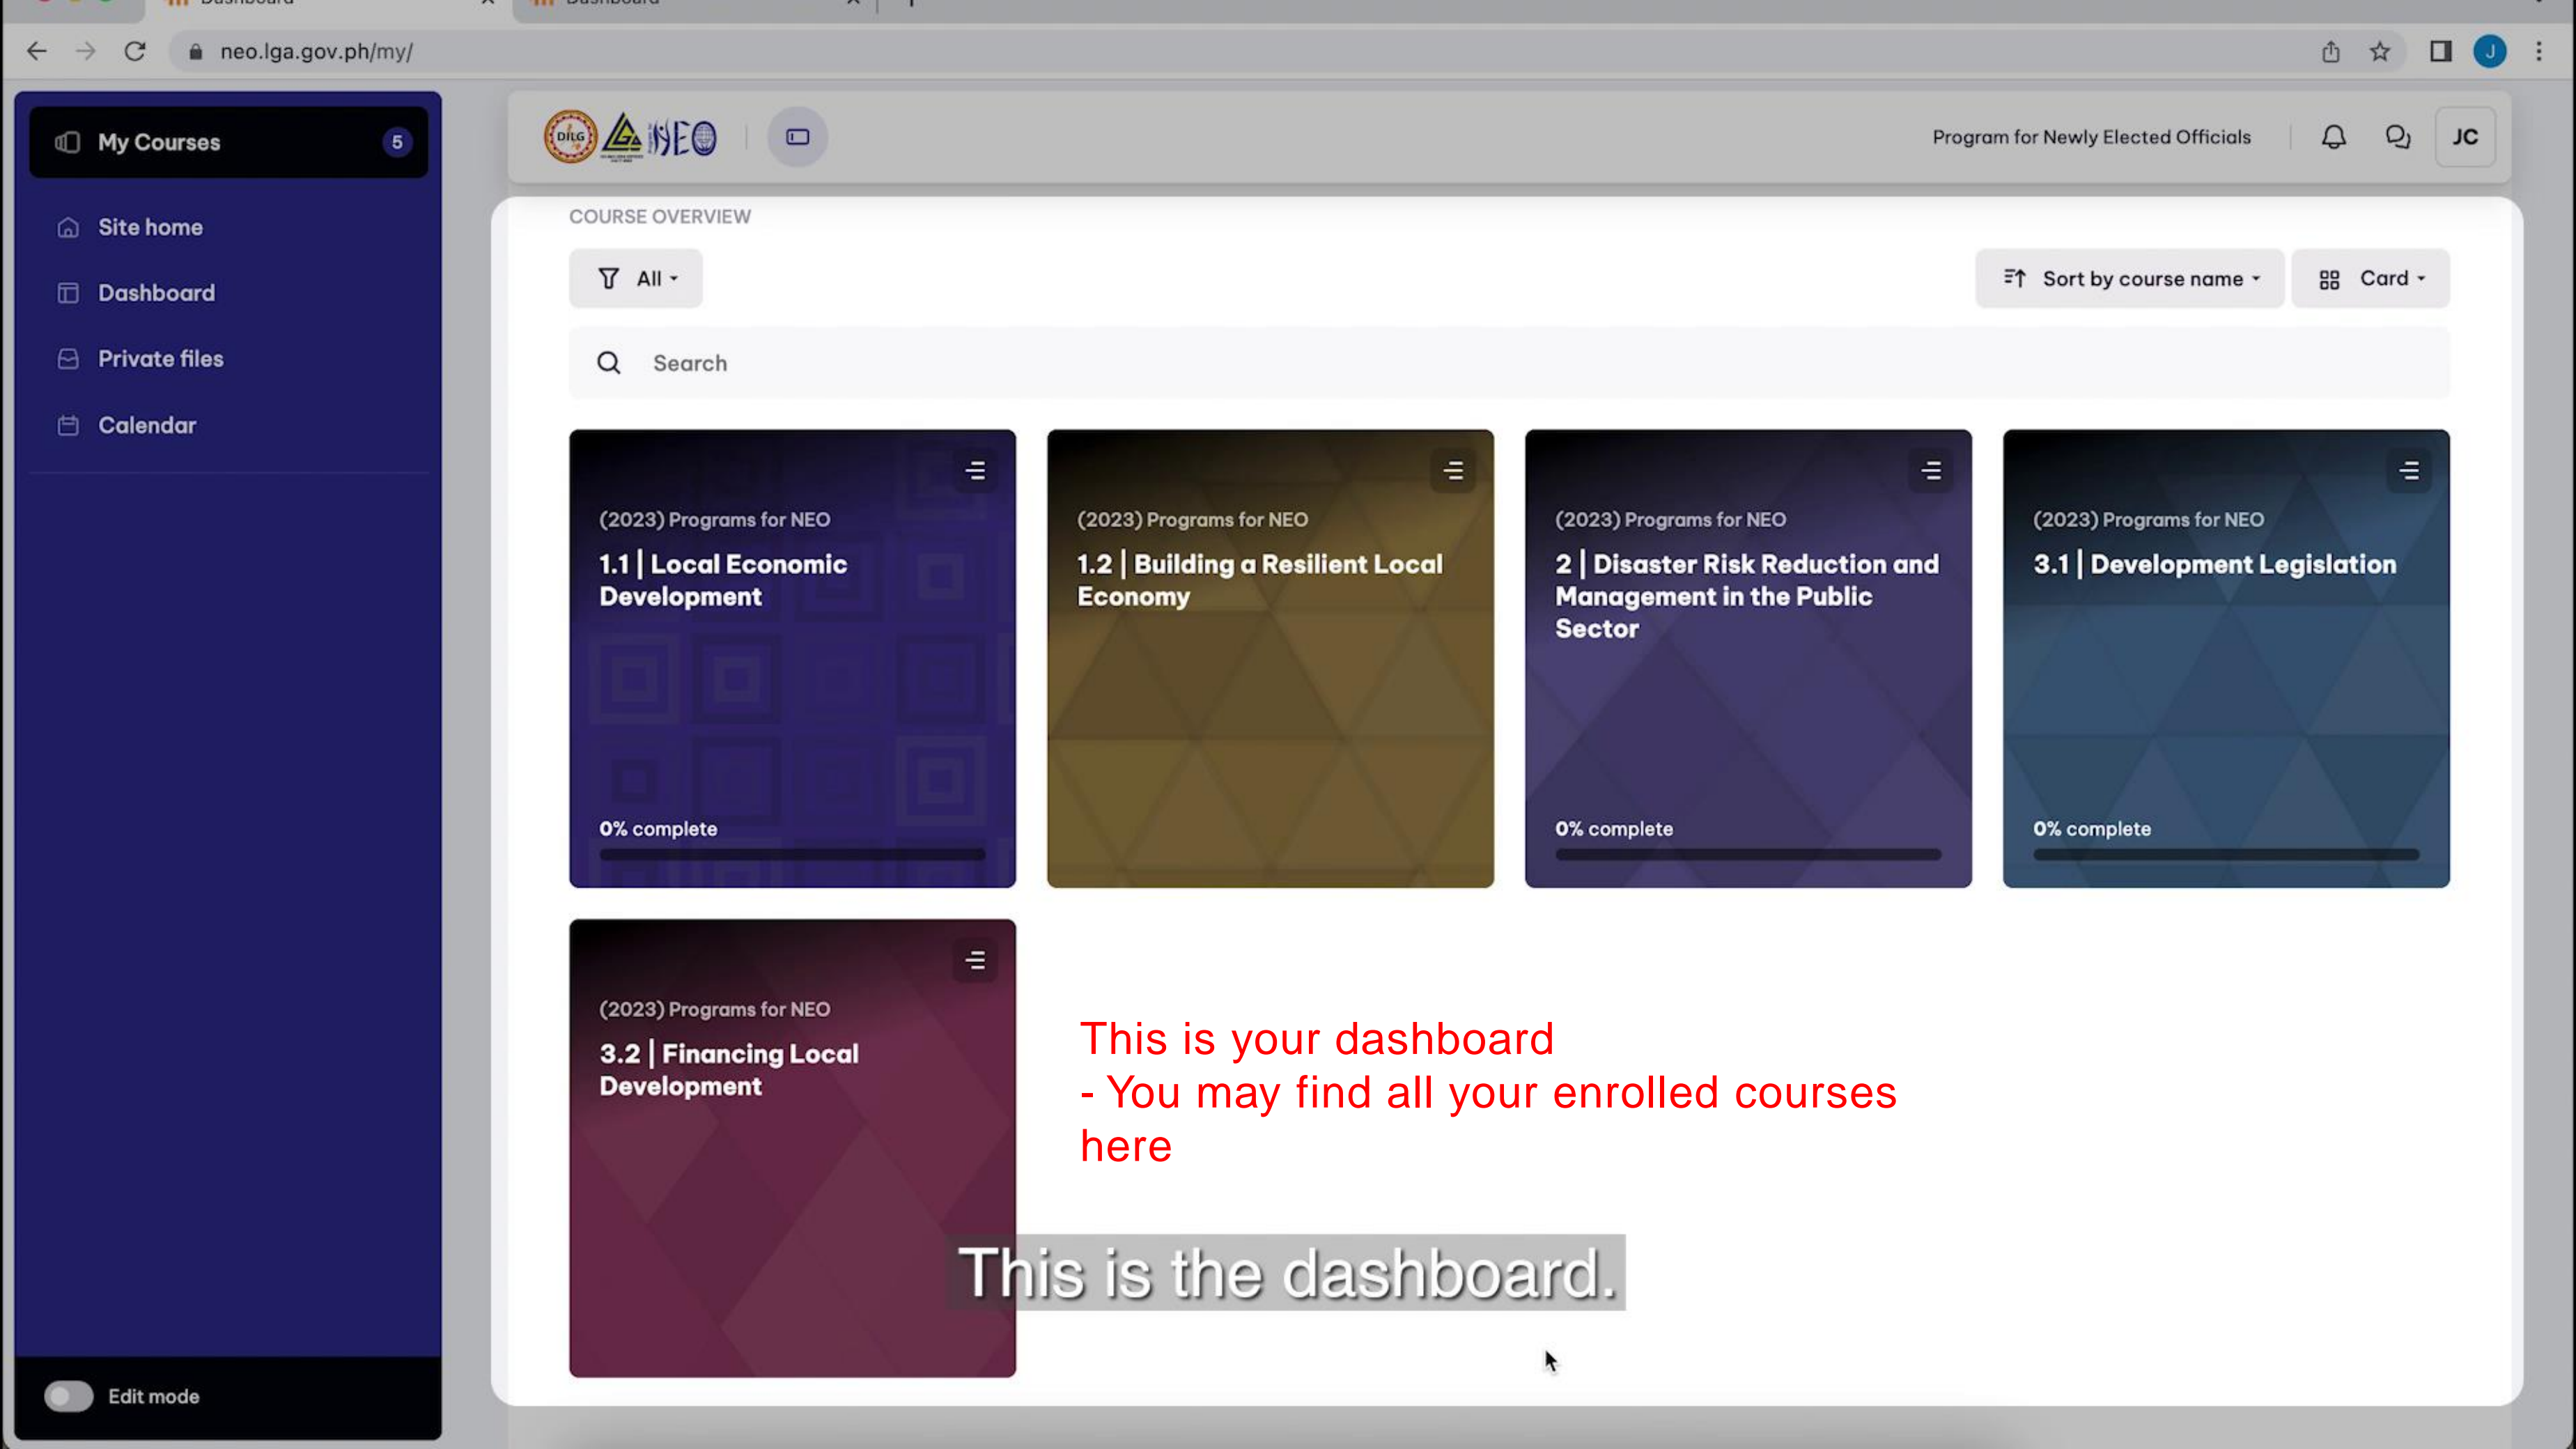 Dashboard
Dashboard
neo.lga.gov.ph/my/
J
My Courses
5
Site home
Dashboard
Private files
Calendar
Edit mode
DILG
NEO
Program for Newly Elected Officials
JC
COURSE OVERVIEW
All
Sort by course name
Card
Search
(2023) Programs for NEO
1.1 | Local Economic
Development
0% complete
(2023) Programs for NEO
1.2 | Building a Resilient Local
Economy
(2023) Programs for NEO
2 | Disaster Risk Reduction and
Management in the Public
Sector
0% complete
(2023) Programs for NEO
3.1 | Development Legislation
0% complete
(2023) Programs for NEO
3.2 | Financing Local
Development
This is your dashboard
- You may find all your enrolled courses
here
This is the dashboard.